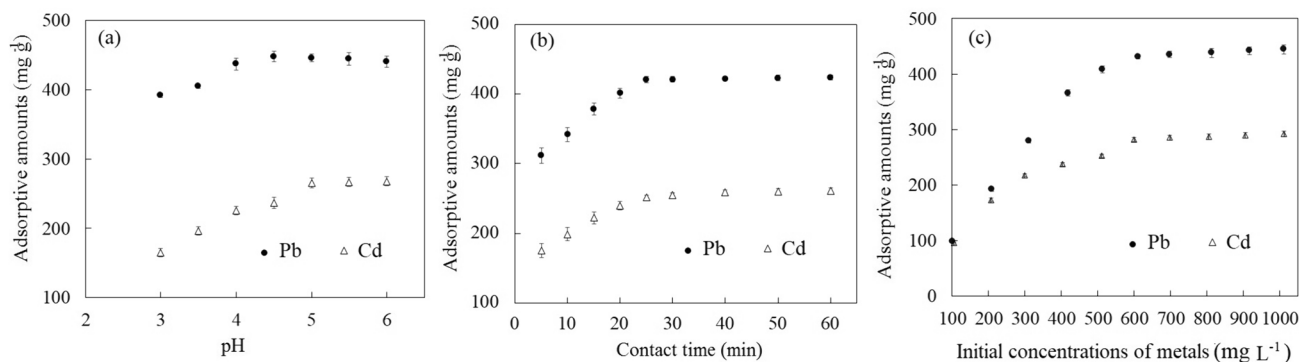 Adsorptive amounts (mg g-1)
500
400
300
200
100
(a)
Pb Cd
2 3 4 5 6
pH
Adsorptive amounts (mg g-1)
500
400
300
200
100
(b)
Pb Cd
0 10 20 30 40 50 60
Contact time (min)
Adsorptive amounts (mg g-1)
500
400
300
200
100
0
(c)
Pb Cd
100 200 300 400 500 600 700 800 900 1000
Initial concentrations of metals (mg L⁻¹)